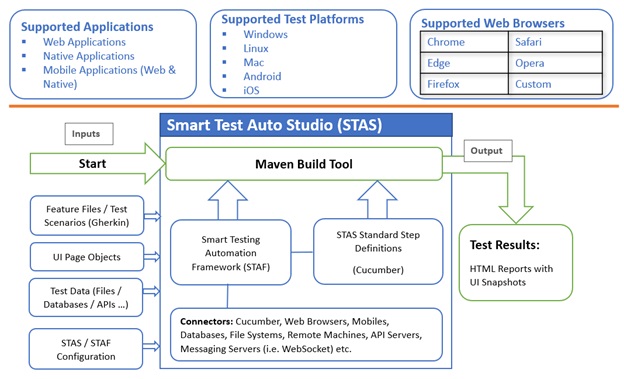 Supported Applications
▪ Web Applications
▪ Native Applications
▪ Mobile Applications (Web &
Native)
Supported Test Platforms
▪ Windows
▪ Linux
▪ Mac
▪ Android
▪ iOS
Supported Web Browsers
Chrome Safari
Edge Opera
Firefox Custom
Inputs
Start
Smart Test Auto Studio (STAS)
Maven Build Tool
Output
Feature Files / Test
Scenarios (Gherkin)
UI Page Objects
Test Data (Files /
Databases / APIs ...)
STAS / STAF
Configuration
Smart Testing
Automation
Framework (STAF)
STAS Standard Step
Definitions
(Cucumber)
Connectors: Cucumber, Web Browsers, Mobiles,
Databases, File Systems, Remote Machines, API Servers,
Messaging Servers (i.e. WebSocket) etc.
Test Results:
HTML Reports with
UI Snapshots